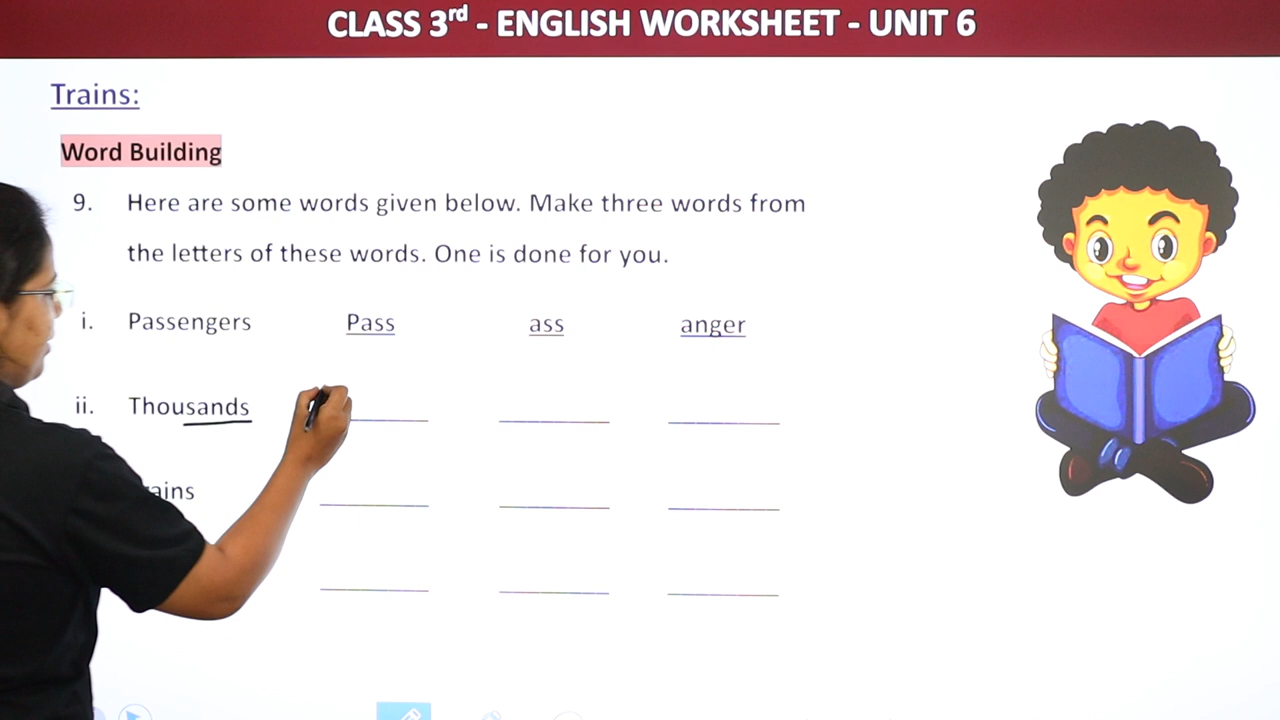 CLASS 3rd - ENGLISH WORKSHEET - UNIT 6
Trains:
Word Building
9. Here are some words given below. Make three words from
the letters of these words. One is done for you.
i. Passengers Pass ass anger
ii. Thousands